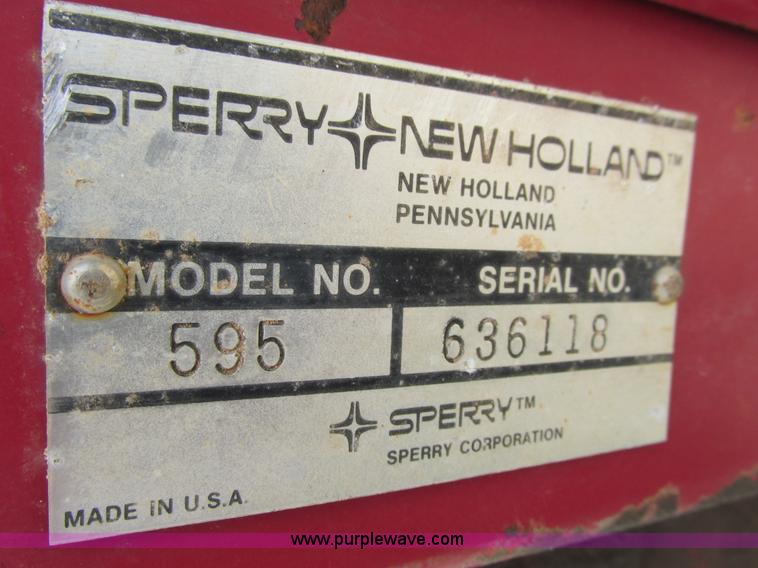 SPERRY NEW HOLLAND™
NEW HOLLAND
PENNSYLVANIA
MODEL NO. SERIAL NO.
595 636118
SPERRY™
SPERRY CORPORATION
MADE IN U.S.A.
www.purplewave.com